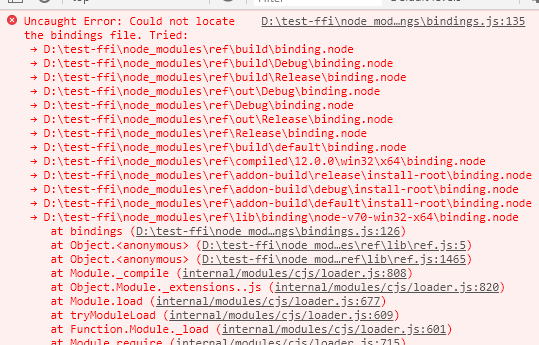 top
Filter
Default levels
Uncaught Error: Could not locate D:\test-ffi\node_mod…ngs\bindings.js:135
the bindings file. Tried:
→ D:\test-ffi\node_modules\ref\build\binding.node
→ D:\test-ffi\node_modules\ref\build\Debug\binding.node
→ D:\test-ffi\node_modules\ref\build\Release\binding.node
→ D:\test-ffi\node_modules\ref\out\Debug\binding.node
→ D:\test-ffi\node_modules\ref\Debug\binding.node
→ D:\test-ffi\node_modules\ref\out\Release\binding.node
→ D:\test-ffi\node_modules\ref\Release\binding.node
→ D:\test-ffi\node_modules\ref\build\default\binding.node
→ D:\test-ffi\node_modules\ref\compiled\12.0.0\win32\x64\binding.node
→ D:\test-ffi\node_modules\ref\addon-build\release\install-root\binding.node
→ D:\test-ffi\node_modules\ref\addon-build\debug\install-root\binding.node
→ D:\test-ffi\node_modules\ref\addon-build\default\install-root\binding.node
→ D:\test-ffi\node_modules\ref\lib\binding\node-v70-win32-x64\binding.node
at bindings (D:\test-ffi\node_mod…ngs\bindings.js:126)
at Object.<anonymous> (D:\test-ffi\node_mod…es\ref\lib\ref.js:5)
at Object.<anonymous> (D:\test-ffi\node_mod…ref\lib\ref.js:1465)
at Module._compile (internal/modules/cjs/loader.js:808)
at Object.Module._extensions..js (internal/modules/cjs/loader.js:820)
at Module.load (internal/modules/cjs/loader.js:677)
at tryModuleLoad (internal/modules/cjs/loader.js:609)
at Function.Module._load (internal/modules/cjs/loader.js:601)
at Module.require (internal/modules/cjs/loader.js:715)